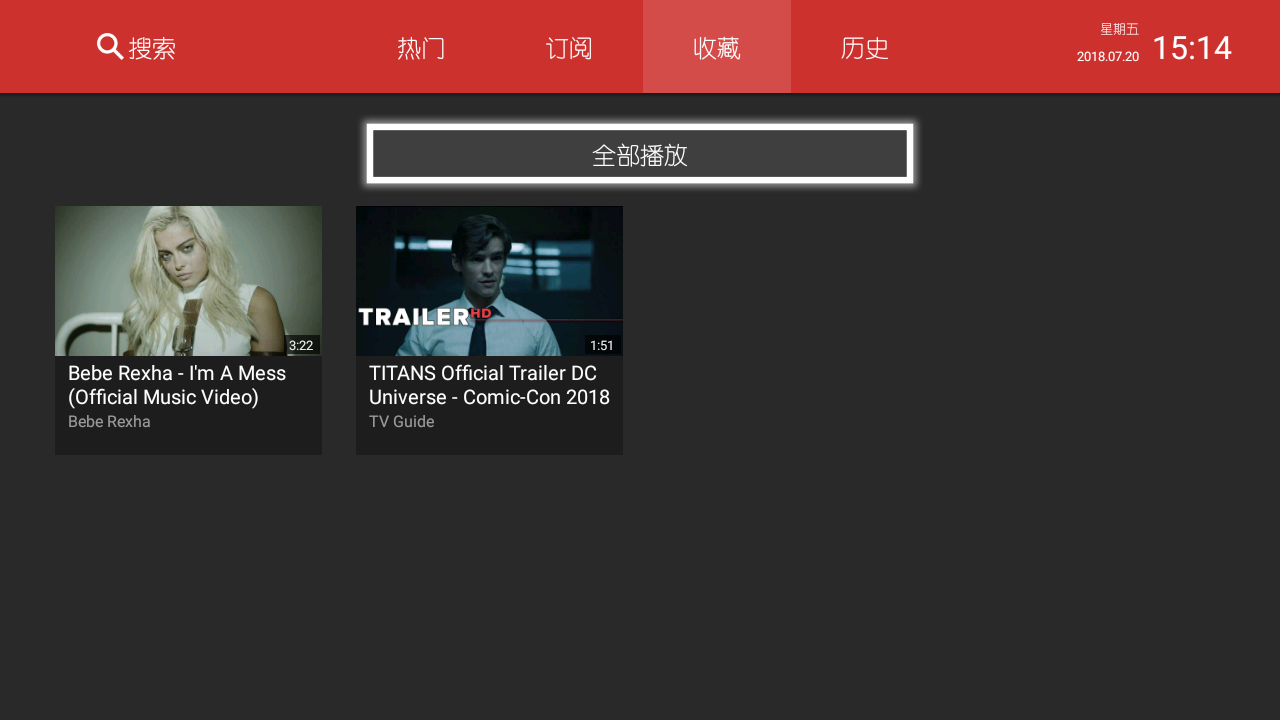 搜索
热门
订阅
收藏
历史
星期五
2018.07.20
15:14
全部播放
3:22
Bebe Rexha - I'm A Mess
(Official Music Video)
Bebe Rexha
TRAILER HD
1:51
TITANS Official Trailer DC
Universe - Comic-Con 2018
TV Guide